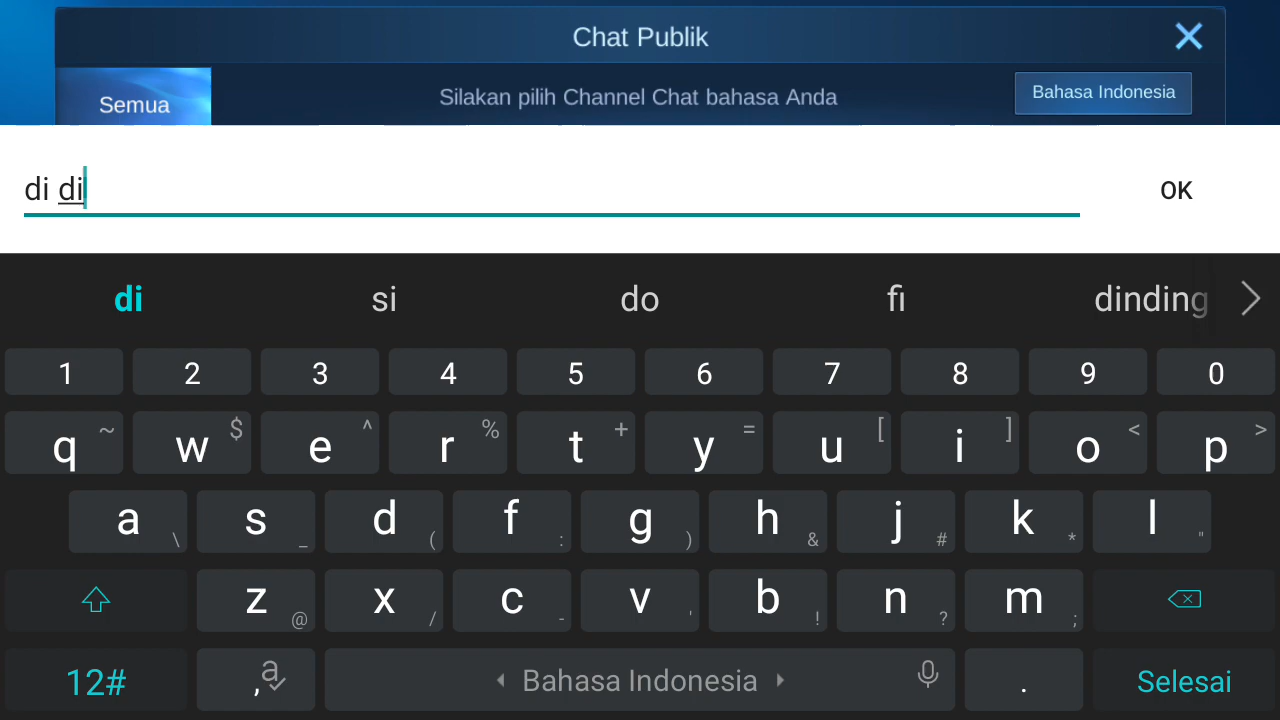 Chat Publik
Semua
Silakan pilih Channel Chat bahasa Anda
Bahasa Indonesia
di di
OK
di si do fi dinding
1 2 3 4 5 6 7 8 9 0
q ~ w $ e ^ r % t + y = u [ i ] o < p >
a \ s _ d ( f : g ) h & j # k * l "
z @ x / c - v ' b ! n ? m ;
12# , a Bahasa Indonesia . Selesai